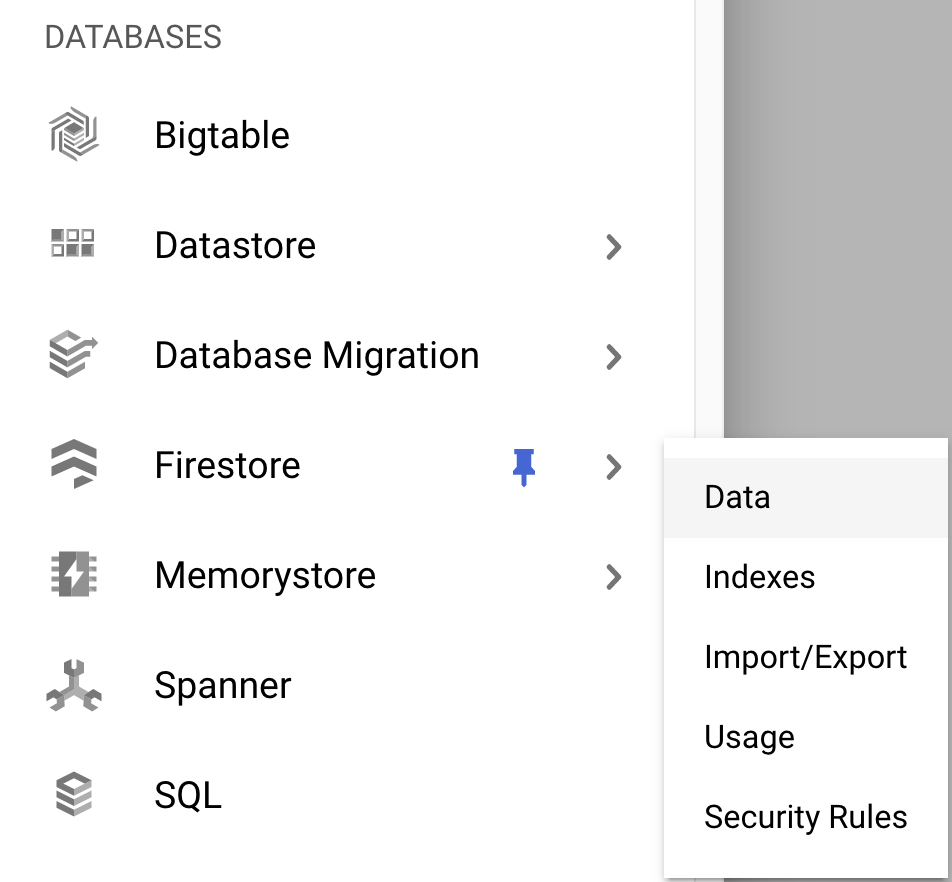 DATABASES
Bigtable
Datastore
Database Migration
Firestore
Memorystore
Spanner
SQL
Data
Indexes
Import/Export
Usage
Security Rules